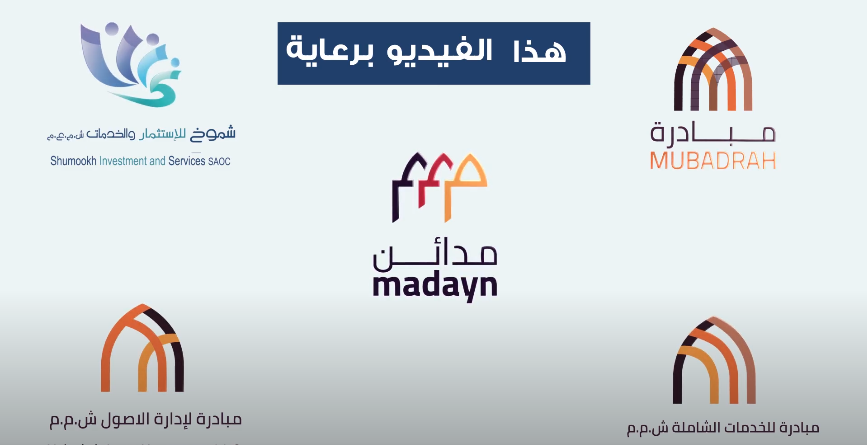 هذا الفيديو برعاية
شموخ للإستثمار والخدمات ش.م.ع.م
Shumookh Investment and Services SAOC
مبادرة
MUBADRAH
مدائن
madayn
مبادرة لإدارة الاصول ش.م.م
مبادرة للخدمات الشاملة ش.م.م